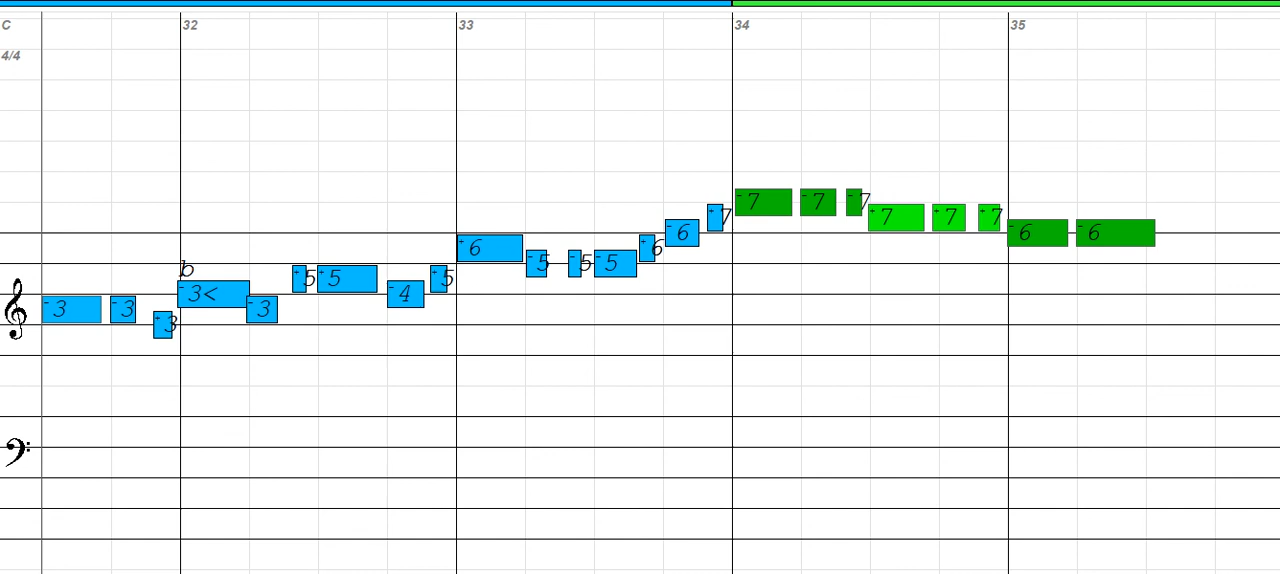 C 32 33 34 35
4/4
-7 -7 -7
+7 +7 +7 +7
-6 -6 -6
+6 +6
-5 -5 -5
b +5 +5 +5
-3< -4
-3 -3 -3
+3